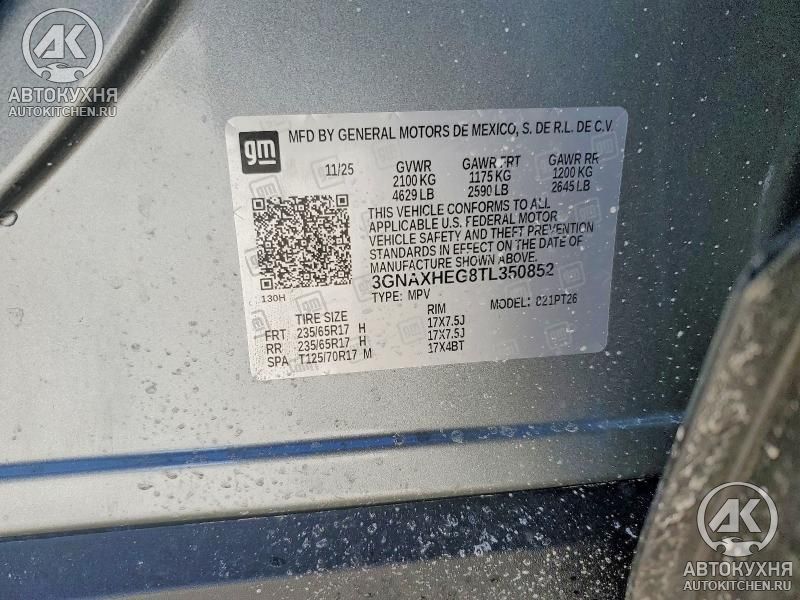 AK
АВТОКУХНЯ
AUTOKITCHEN.RU
gm
MFD BY GENERAL MOTORS DE MEXICO, S. DE R.L. DE C.V.
11/25 GVWR GAWR FRT GAWR RR
2100 KG 1175 KG 1200 KG
4629 LB 2590 LB 2645 LB
THIS VEHICLE CONFORMS TO ALL
APPLICABLE U.S. FEDERAL MOTOR
VEHICLE SAFETY AND THEFT PREVENTION
STANDARDS IN EFFECT ON THE DATE OF
MANUFACTURE SHOWN ABOVE.
3GNAXHEG8TL350852
130H TYPE: MPV MODEL: 021PT26
TIRE SIZE RIM
FRT 235/65R17 H 17X7.5J
RR 235/65R17 H 17X7.5J
SPA T125/70R17 M 17X4BT
AK
АВТОКУХНЯ
AUTOKITCHEN.RU